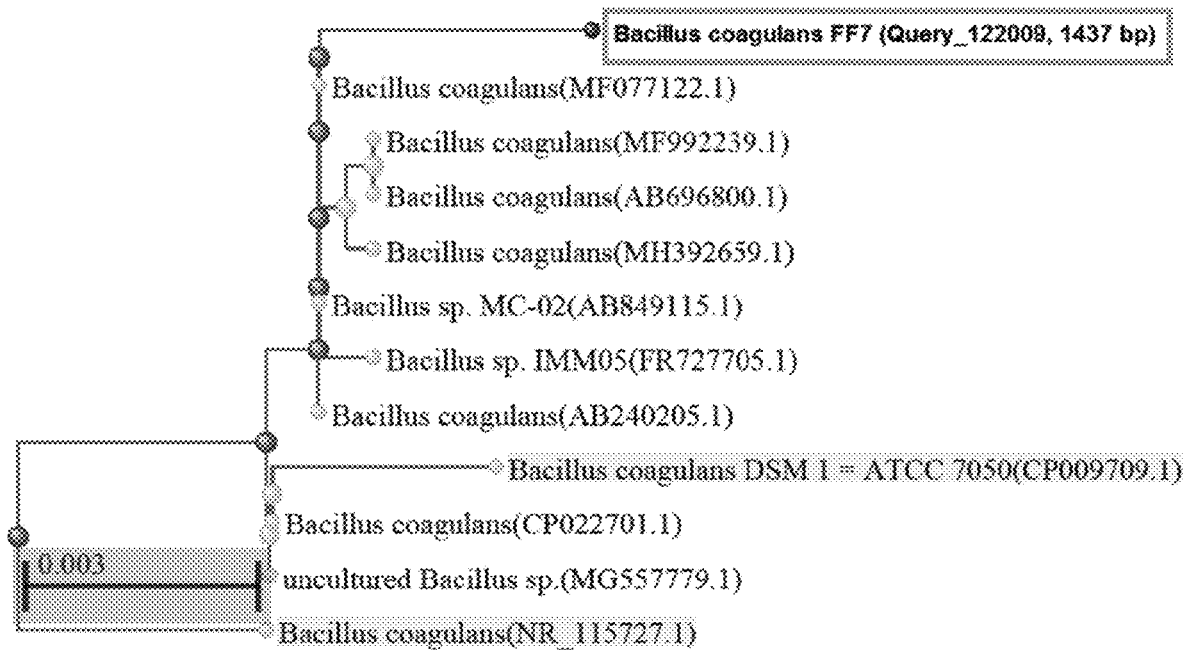 Bacillus coagulans FF7 (Query_122009, 1437 bp)
Bacillus coagulans(MF077122.1)
Bacillus coagulans(MF992239.1)
Bacillus coagulans(AB696800.1)
Bacillus coagulans(MH392659.1)
Bacillus sp. MC-02(AB849115.1)
Bacillus sp. IMM05(FR727705.1)
Bacillus coagulans(AB240205.1)
Bacillus coagulans DSM 1 = ATCC 7050(CP009709.1)
Bacillus coagulans(CP022701.1)
0.003
uncultured Bacillus sp.(MG557779.1)
Bacillus coagulans(NR_115727.1)